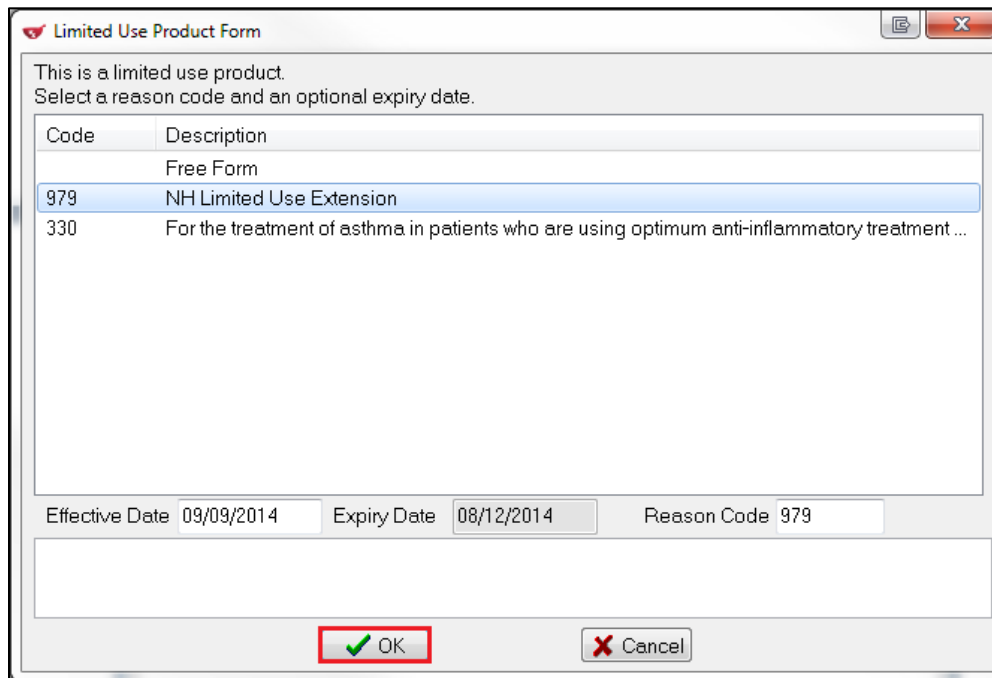 Limited Use Product Form
This is a limited use product.
Select a reason code and an optional expiry date.
Code Description
Free Form
979 NH Limited Use Extension
330 For the treatment of asthma in patients who are using optimum anti-inflammatory treatment ...
Effective Date 09/09/2014 Expiry Date 08/12/2014 Reason Code 979
OK Cancel